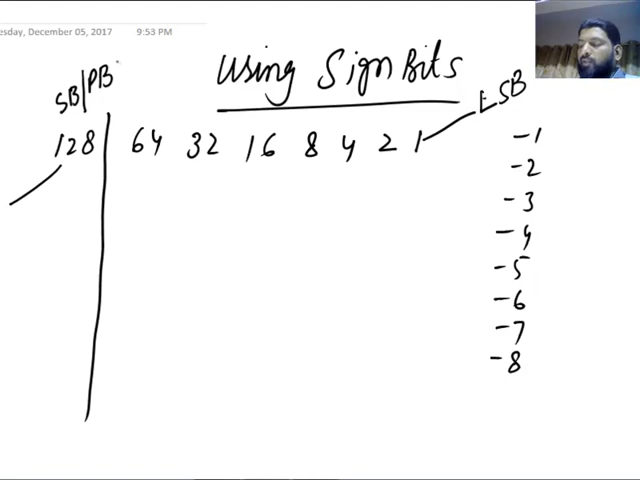 esday, December 05, 2017 9:53 PM
Using Sign Bits
SB|PB
LSB
128 64 32 16 8 4 2 1
-1
-2
-3
-4
-5
-6
-7
-8